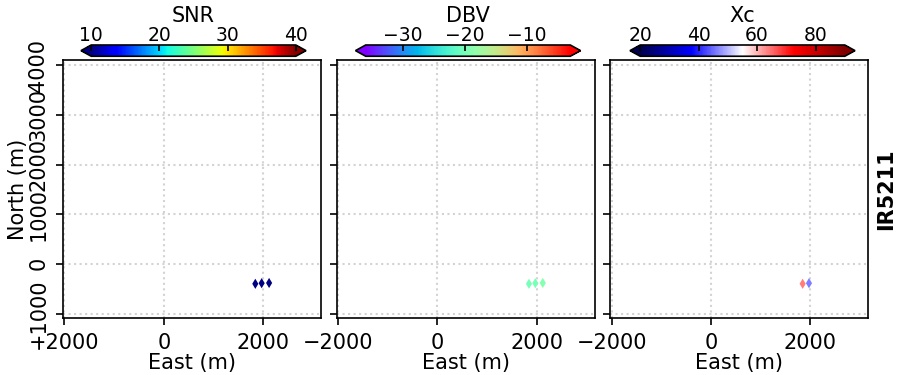 SNR
DBV
Xc
10 20 30 40
−30 −20 −10
20 40 60 80
4000
3000
2000
1000
0
−1000
North (m)
−2000 0 2000
−2000 0 2000
−2000 0 2000
East (m)
East (m)
East (m)
IR5211